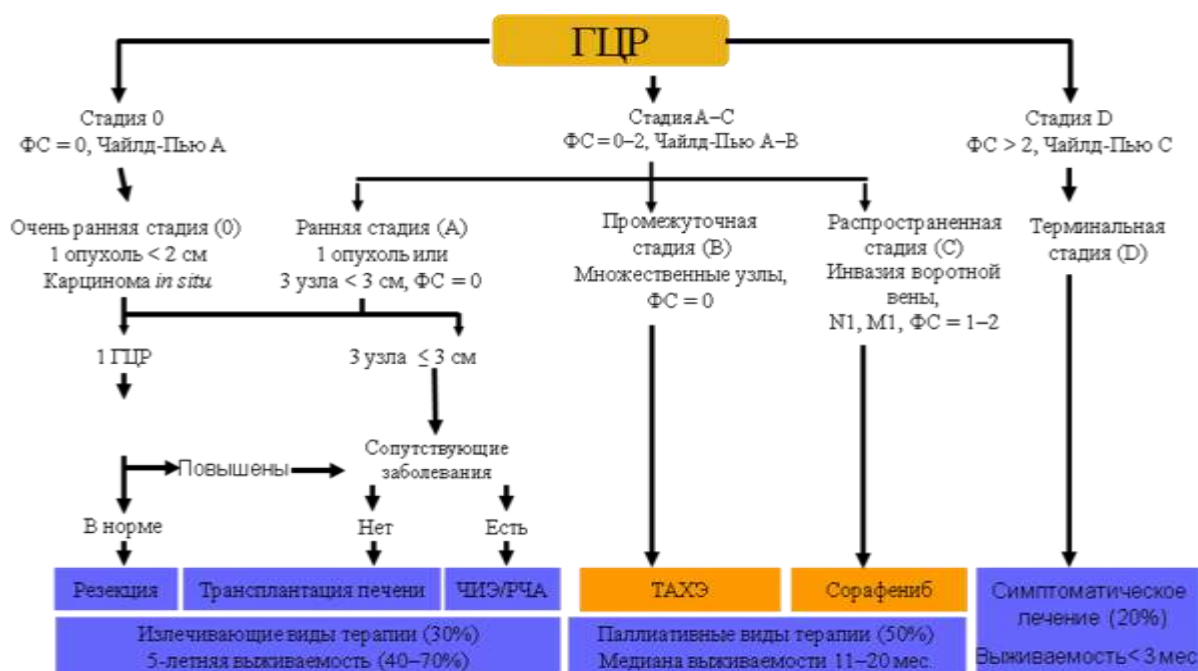 ГЦР
Стадия 0
ФС = 0, Чайлд-Пью А
Стадия А–С
ФС = 0–2, Чайлд-Пью А–В
Стадия D
ФС > 2, Чайлд-Пью С
Очень ранняя стадия (0)
1 опухоль < 2 см
Карцинома in situ
Ранняя стадия (А)
1 опухоль или
3 узла < 3 см, ФС = 0
Промежуточная
стадия (В)
Множественные узлы,
ФС = 0
Распространенная
стадия (С)
Инвазия воротной
вены,
N1, M1, ФС = 1–2
Терминальная
стадия (D)
1 ГЦР
3 узла ≤ 3 см
Повышены
Сопутствующие
заболевания
В норме
Нет
Есть
Резекция
Трансплантация печени
ЧИЭ/РЧА
ТАХЭ
Сорафениб
Симптоматическое
лечение (20%)
Выживаемость< 3 мес
Излечивающие виды терапии (30%)
5-летняя выживаемость (40–70%)
Паллиативные виды терапии (50%)
Медиана выживаемости 11–20 мес.